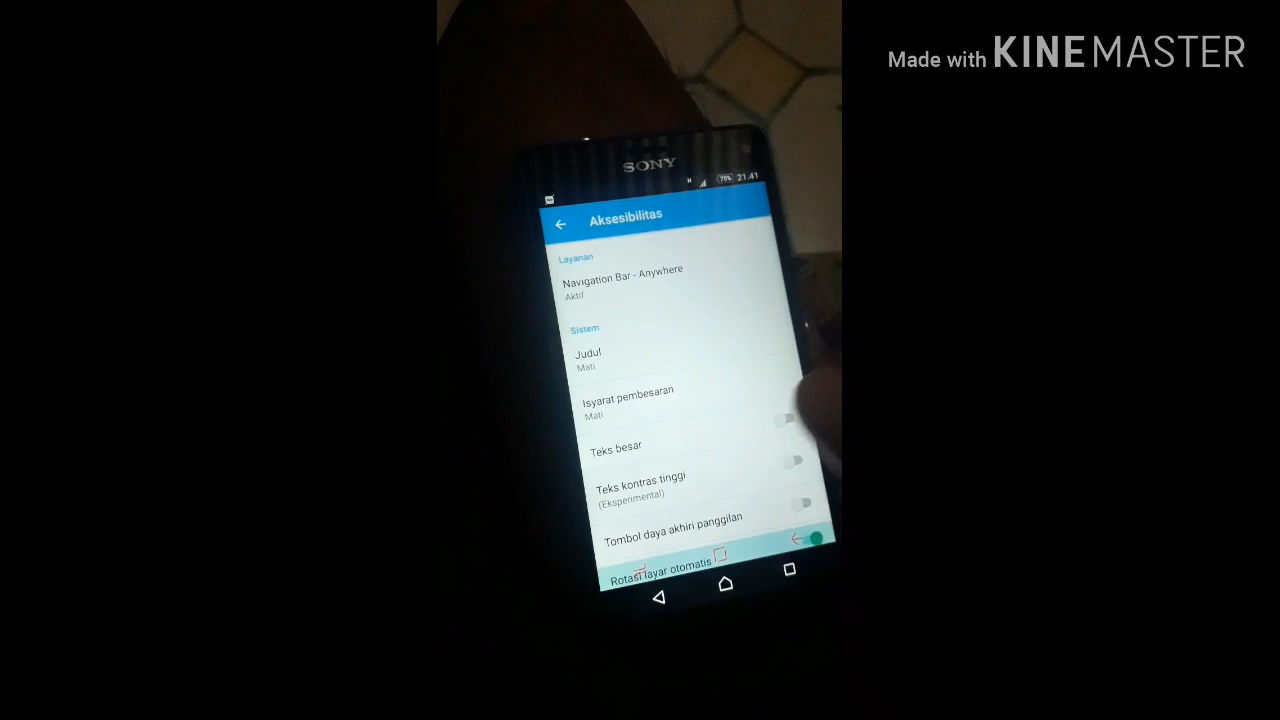 Made with KINEMASTER
SONY
75% 21.41
Aksesibilitas
Layanan
Navigation Bar - Anywhere
Aktif
Sistem
Judul
Mati
Isyarat pembesaran
Mati
Teks besar
Teks kontras tinggi
(Eksperimental)
Tombol daya akhiri panggilan
Rotasi layar otomatis